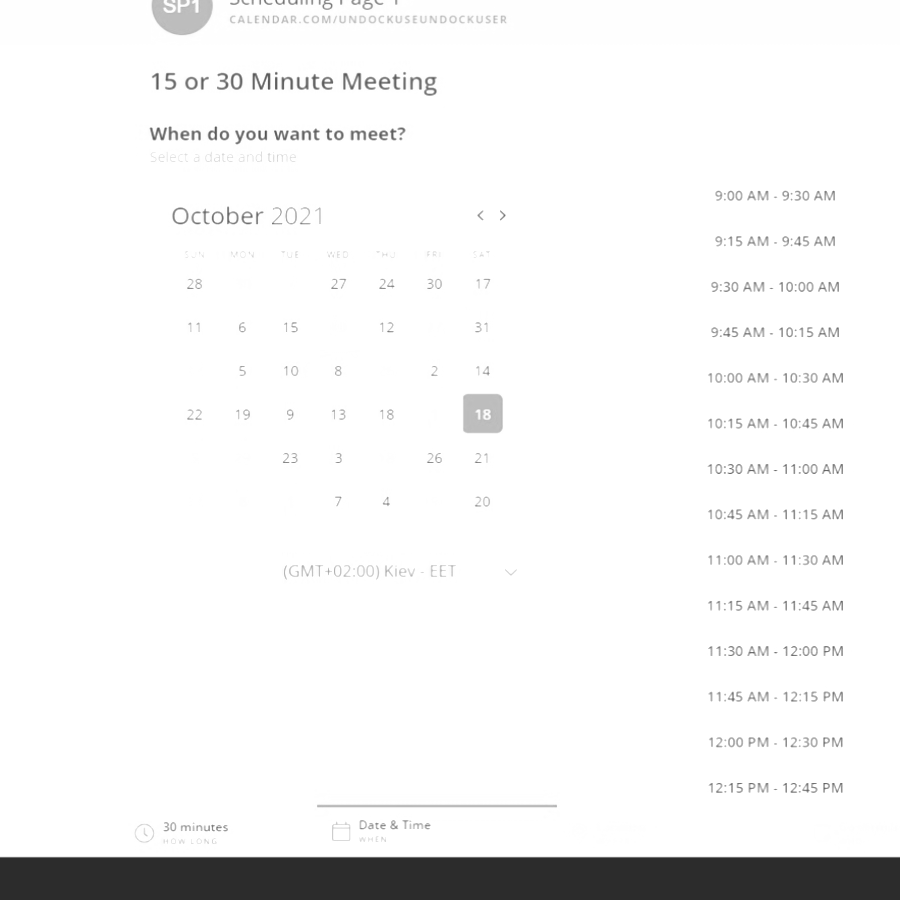 SP1
Scheduling Page 1
CALENDAR.COM/UNDOCKUSEUNDOCKUSER
15 or 30 Minute Meeting
When do you want to meet?
Select a date and time
October 2021
SUN MON TUE WED THU FRI SAT
28 27 24 30 17
11 6 15 12 31
5 10 8 2 14
22 19 9 13 18 18
23 3 26 21
7 4 20
(GMT+02:00) Kiev - EET
9:00 AM - 9:30 AM
9:15 AM - 9:45 AM
9:30 AM - 10:00 AM
9:45 AM - 10:15 AM
10:00 AM - 10:30 AM
10:15 AM - 10:45 AM
10:30 AM - 11:00 AM
10:45 AM - 11:15 AM
11:00 AM - 11:30 AM
11:15 AM - 11:45 AM
11:30 AM - 12:00 PM
11:45 AM - 12:15 PM
12:00 PM - 12:30 PM
12:15 PM - 12:45 PM
30 minutes
HOW LONG
Date & Time
WHEN